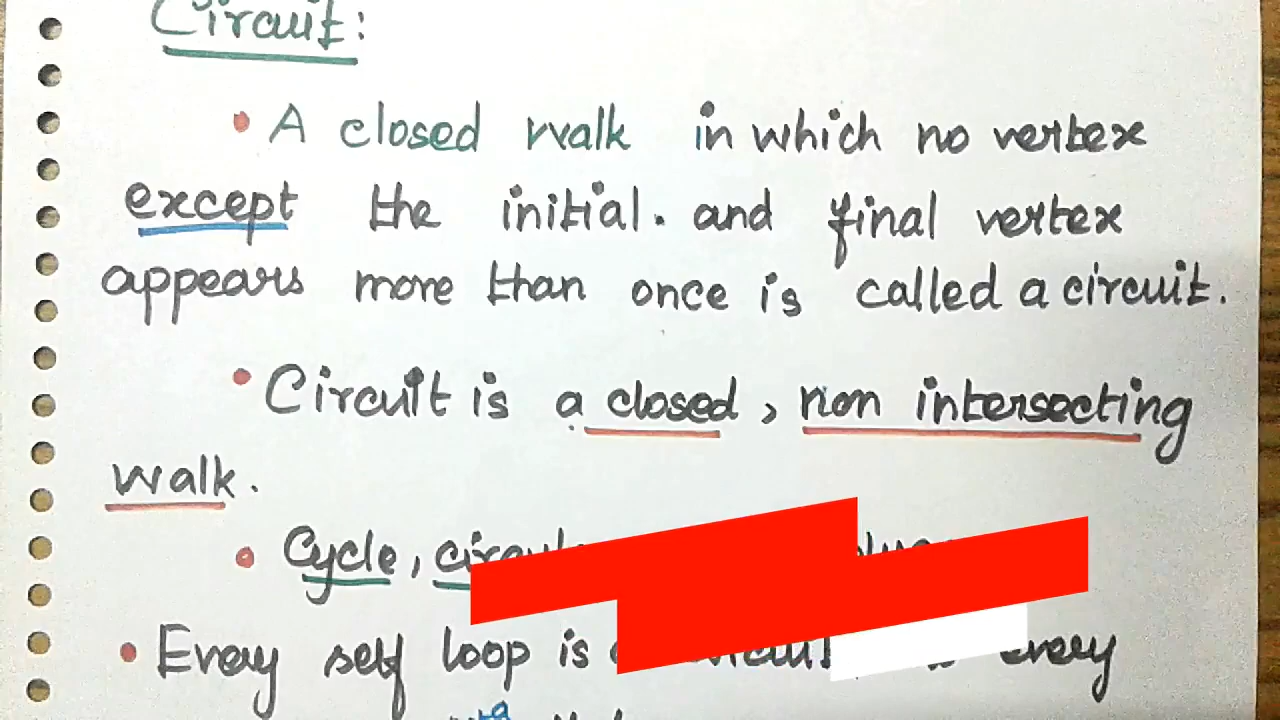 Circuit:
• A closed walk in which no vertex
except the initial. and final vertex
appears more than once is called a circuit.
• Circuit is a closed, non intersecting
walk.
• Cycle,
• Every self loop is every